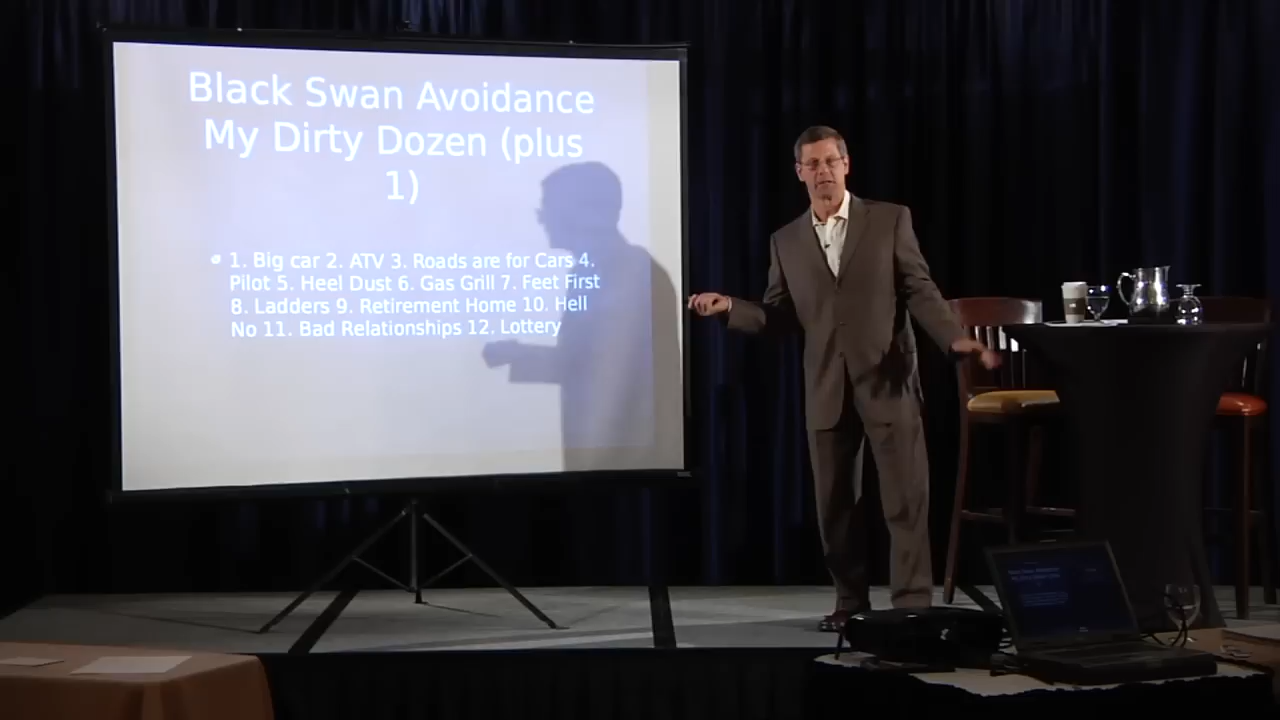 Black Swan Avoidance
My Dirty Dozen (plus
1)
1. Big car 2. ATV 3. Roads are for Cars 4.
Pilot 5. Heel Dust 6. Gas Grill 7. Feet First
8. Ladders 9. Retirement Home 10. Hell
No 11. Bad Relationships 12. Lottery